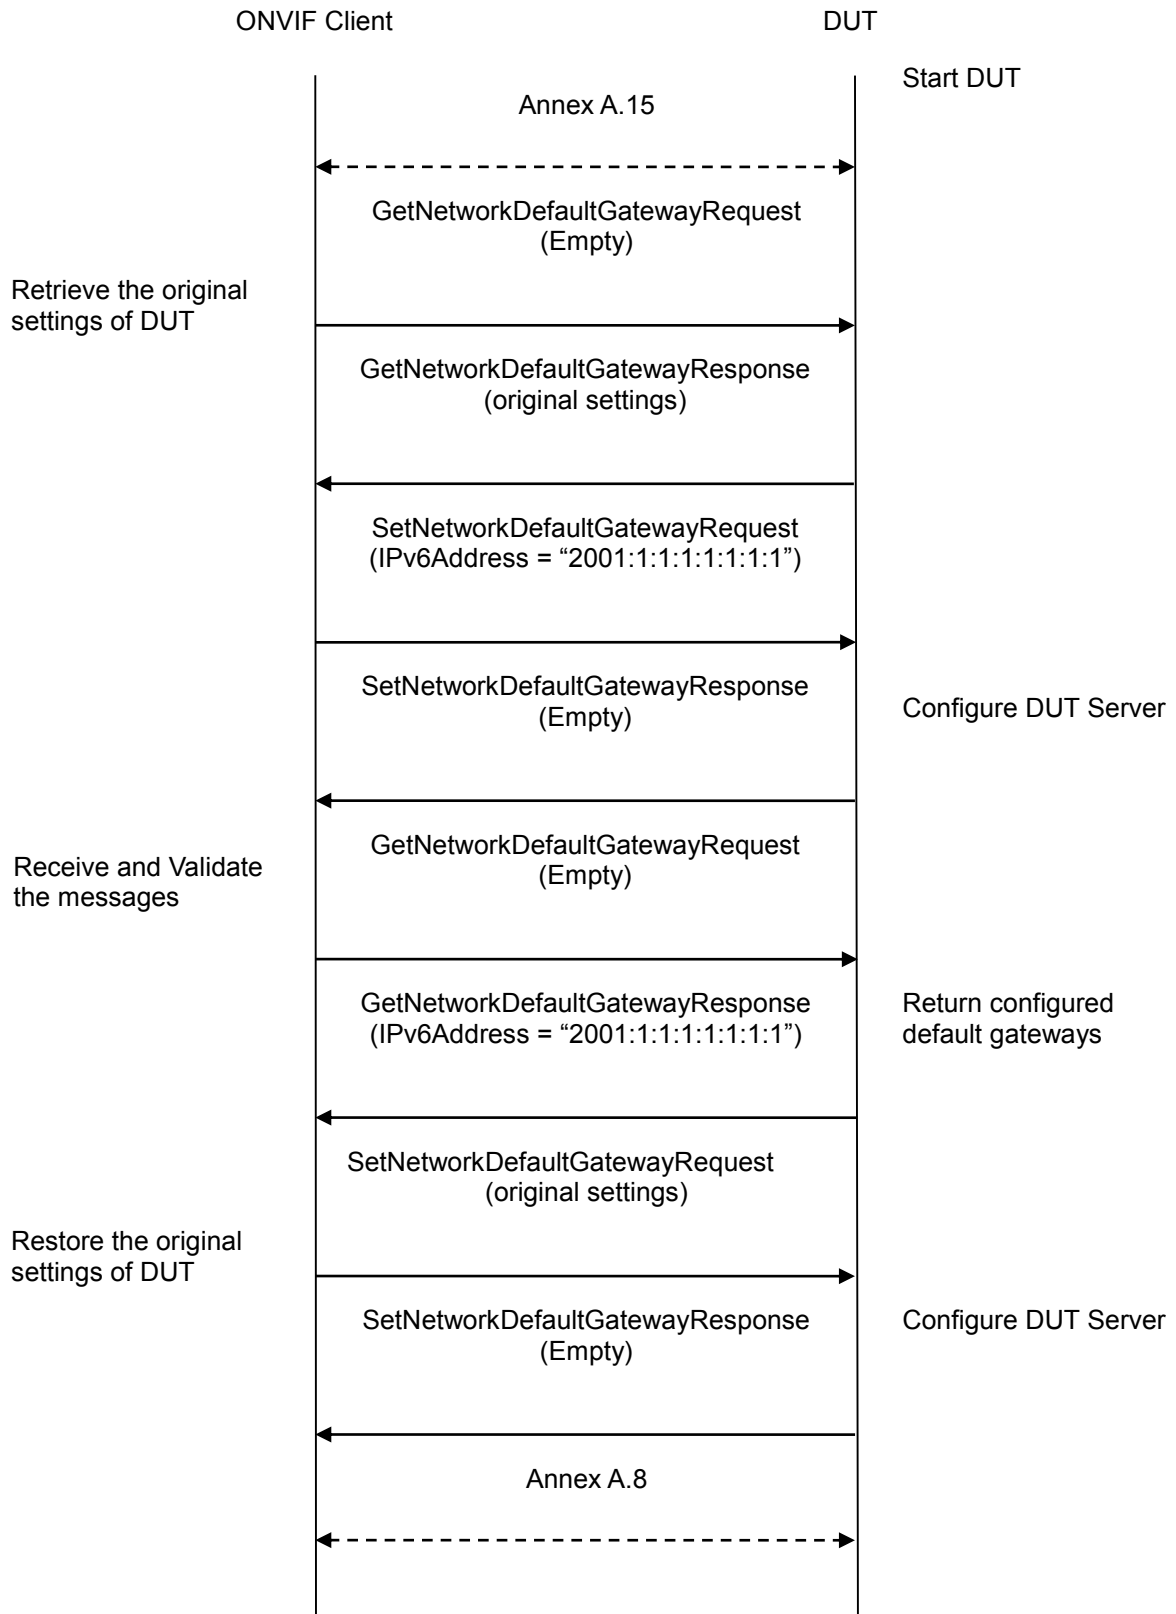 ONVIF Client
DUT
Start DUT
Annex A.15
GetNetworkDefaultGatewayRequest
(Empty)
Retrieve the original
settings of DUT
GetNetworkDefaultGatewayResponse
(original settings)
SetNetworkDefaultGatewayRequest
(IPv6Address = “2001:1:1:1:1:1:1:1”)
SetNetworkDefaultGatewayResponse
(Empty)
Configure DUT Server
GetNetworkDefaultGatewayRequest
(Empty)
Receive and Validate
the messages
GetNetworkDefaultGatewayResponse
(IPv6Address = “2001:1:1:1:1:1:1:1”)
Return configured
default gateways
SetNetworkDefaultGatewayRequest
(original settings)
Restore the original
settings of DUT
SetNetworkDefaultGatewayResponse
(Empty)
Configure DUT Server
Annex A.8